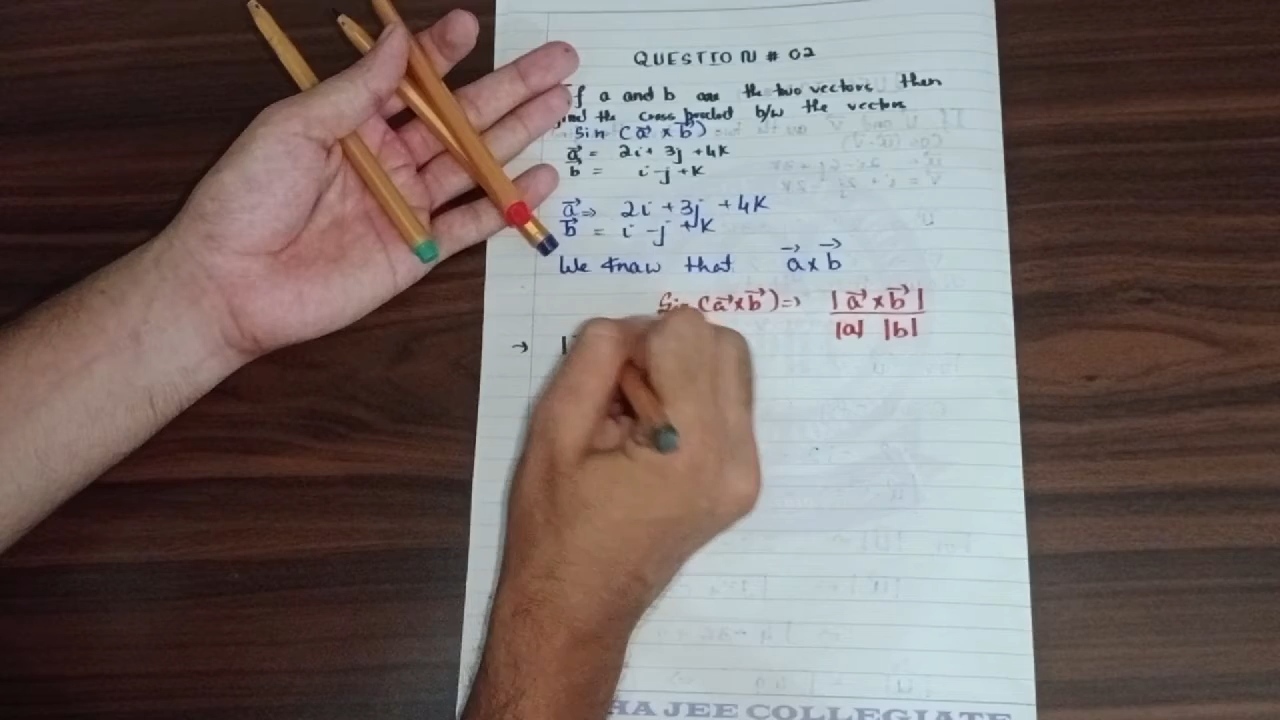 QUESTION # 02
If a and b are the two vectors then
find the cross product b/w the vectors
Sin (a⃗ × b⃗)
a⃗ = 2i + 3j + 4k
b⃗ = i - j + k
a⃗ => 2i + 3j + 4k
b⃗ = i - j + k
We know that a⃗ × b⃗
Sin (a⃗ × b⃗) => |a⃗ × b⃗|
|a| |b|
→ |
HA JEE COLLEGIATE